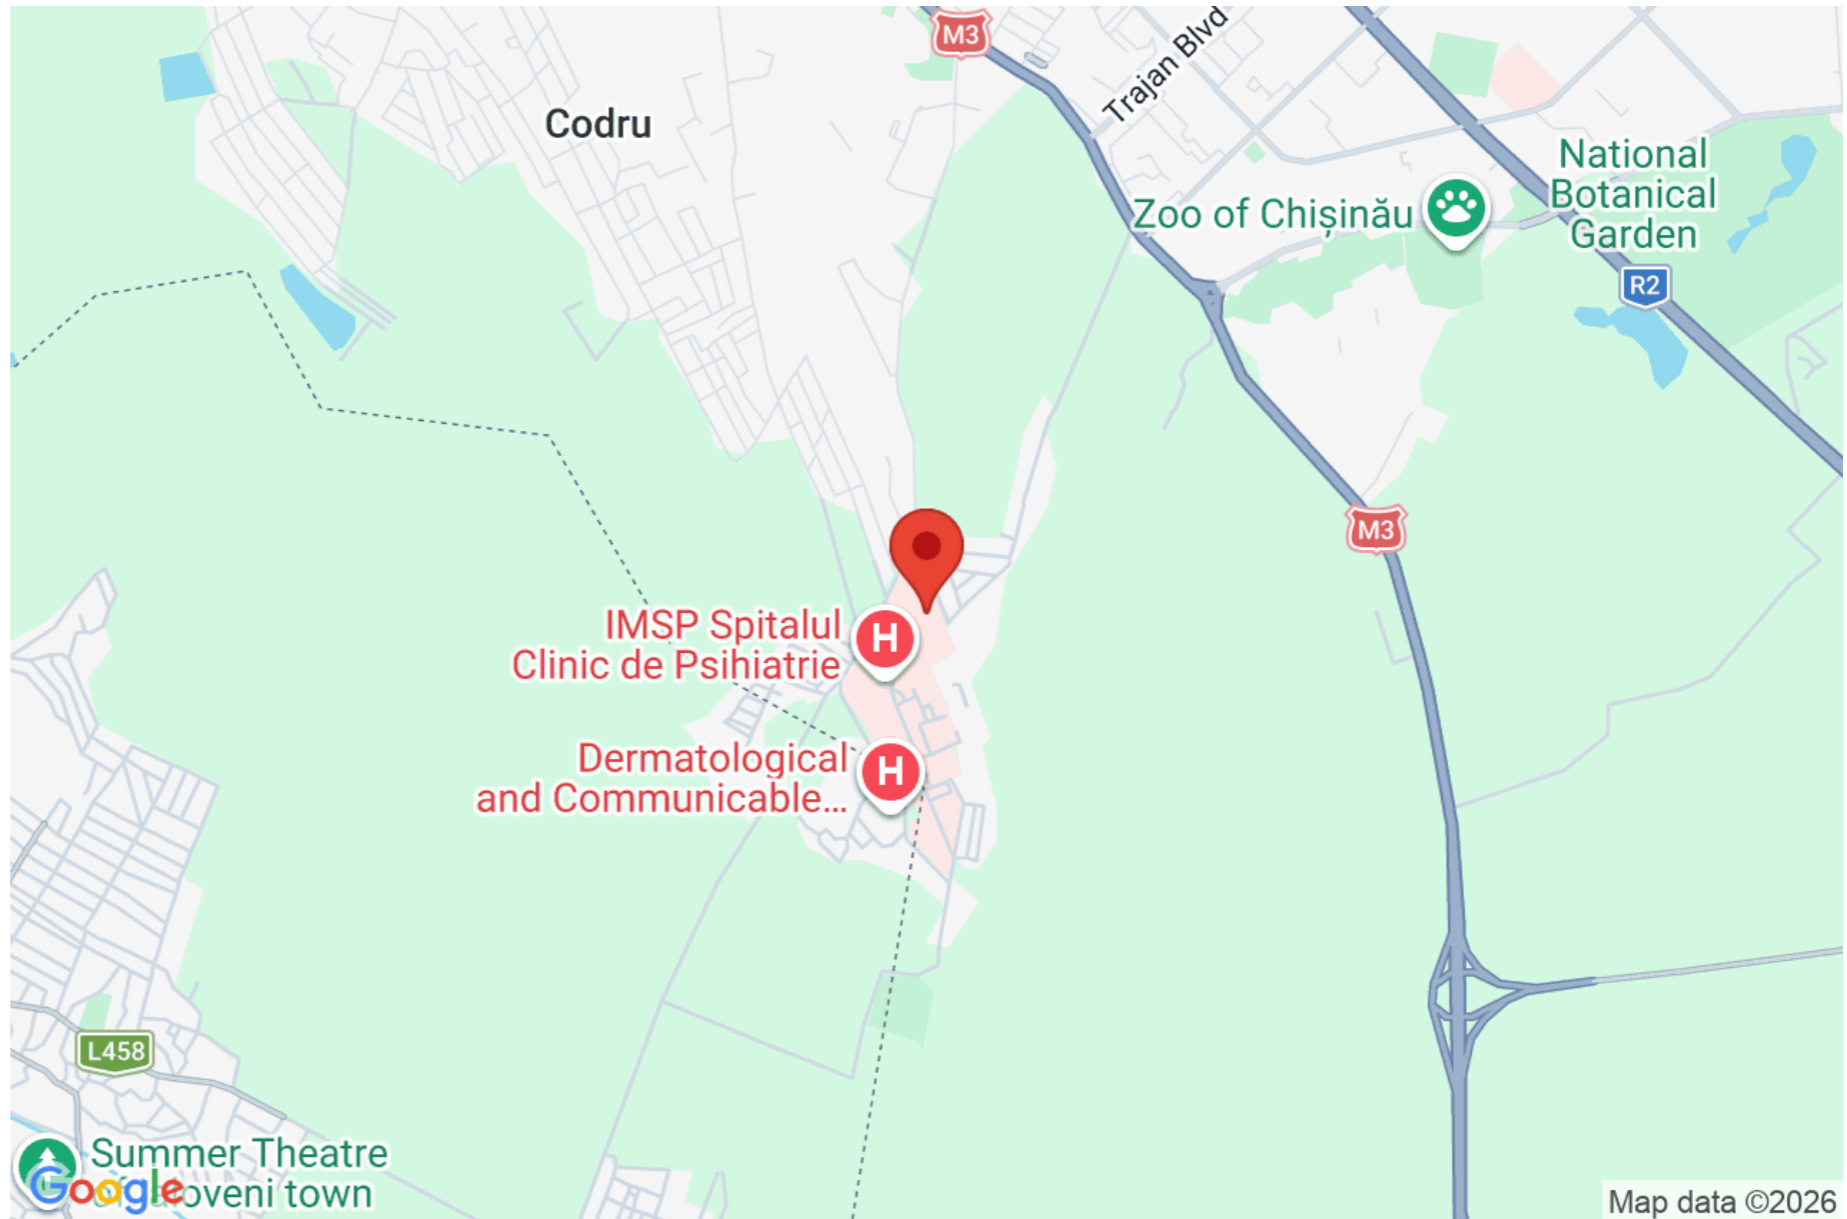 M3
Trajan Blvd
Codru
National
Botanical
Garden
Zoo of Chișinău
R2
M3
IMSP Spitalul
Clinic de Psihiatrie
H
Dermatological
and Communicable...
H
L458
Summer Theatre
Google
oveni town
Map data ©2026